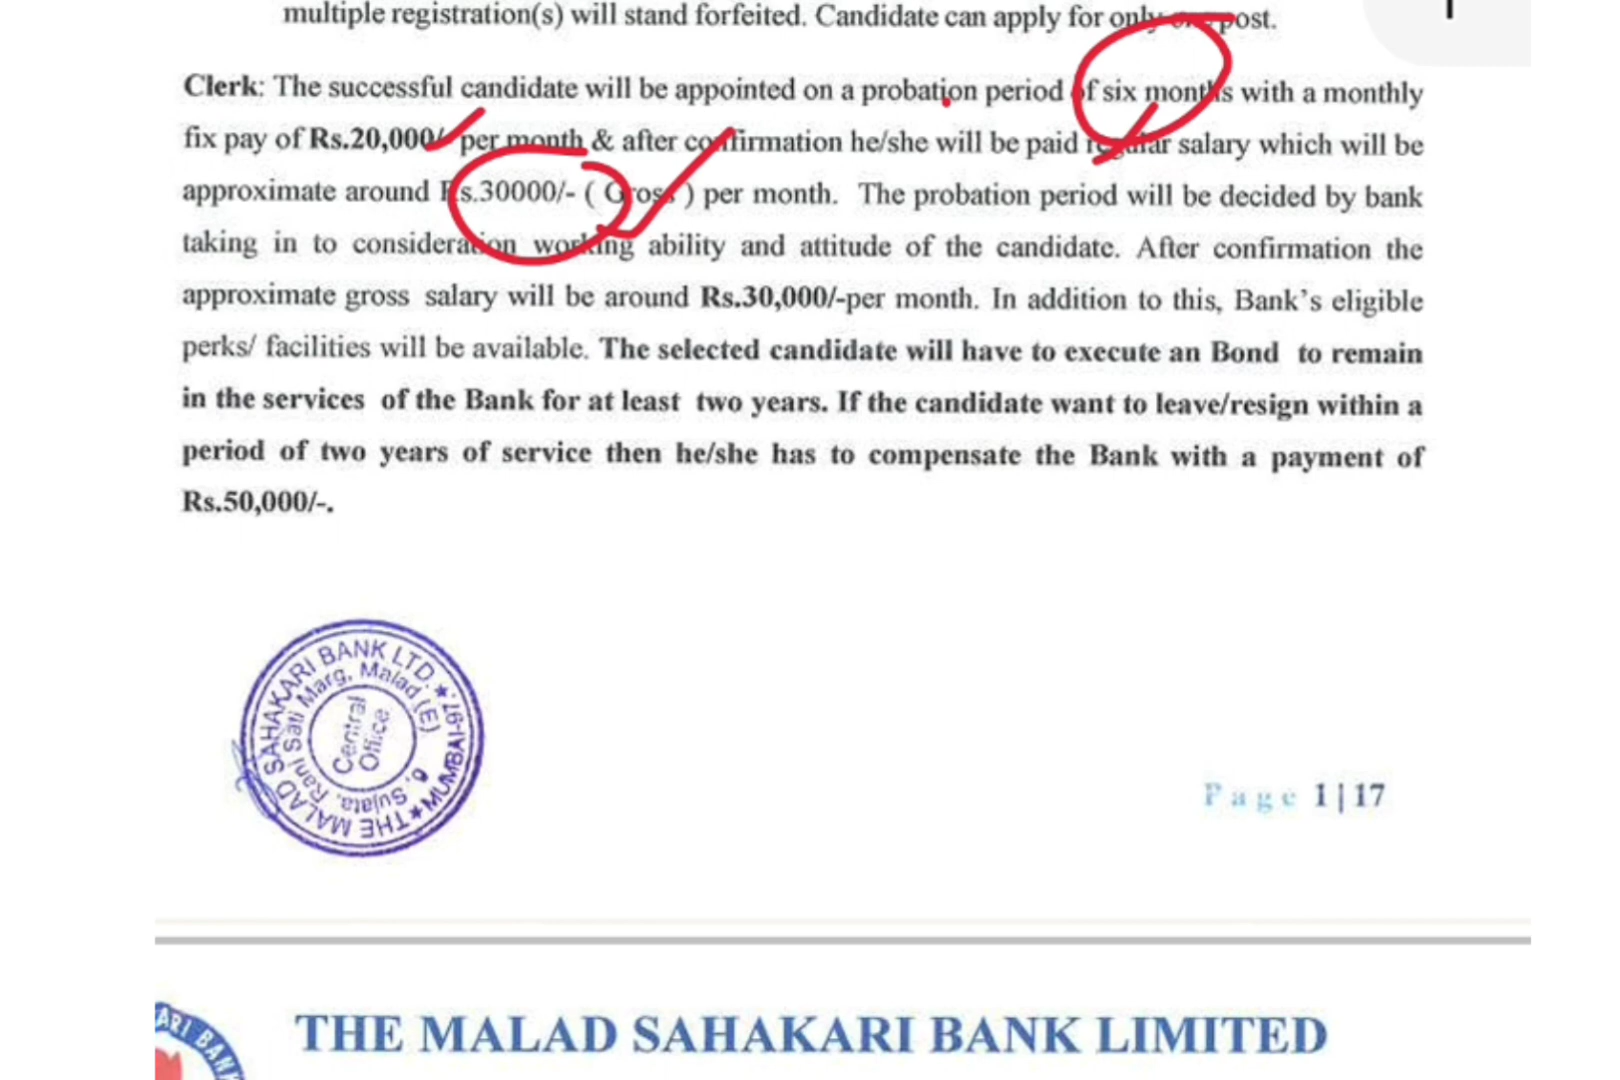 multiple registration(s) will stand forfeited. Candidate can apply for only one post.
Clerk: The successful candidate will be appointed on a probation period of six months with a monthly
fix pay of Rs.20,000/- per month & after confirmation he/she will be paid regular salary which will be
approximate around Rs.30000/- ( Gross ) per month. The probation period will be decided by bank
taking in to consideration working ability and attitude of the candidate. After confirmation the
approximate gross salary will be around Rs.30,000/-per month. In addition to this, Bank's eligible
perks/ facilities will be available. The selected candidate will have to execute an Bond to remain
in the services of the Bank for at least two years. If the candidate want to leave/resign within a
period of two years of service then he/she has to compensate the Bank with a payment of
Rs.50,000/-.
THE MALAD SAHAKARI BANK LTD. ★ MUMBAI-97. ★
6, Sujata, Rani Sati Marg, Malad (E)
Central
Office
Page 1|17
ARI BAN
THE MALAD SAHAKARI BANK LIMITED